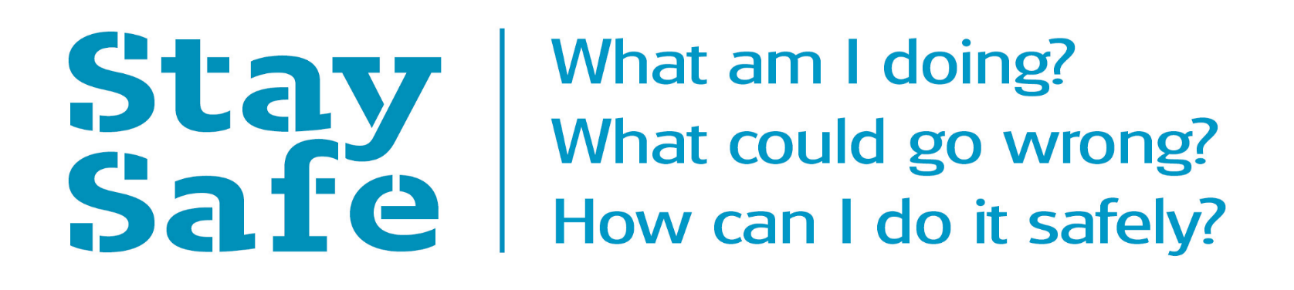 Stay
Safe
What am I doing?
What could go wrong?
How can I do it safely?